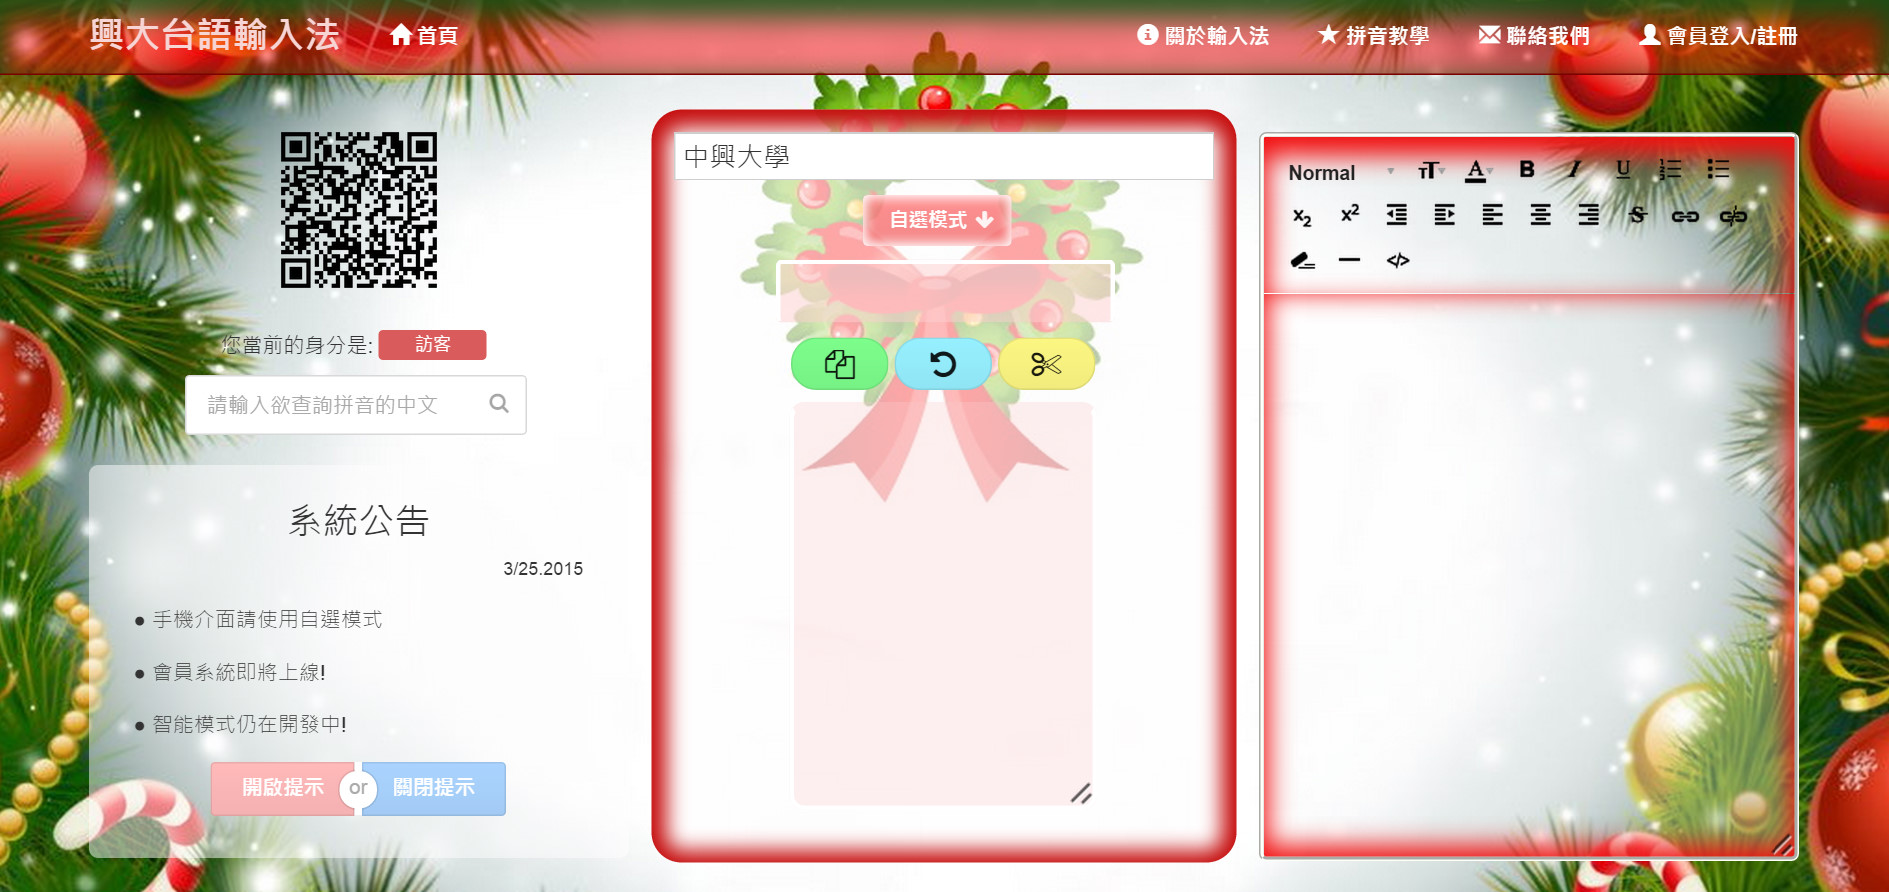 興大台語輸入法
首頁
關於輸入法
拼音教學
聯絡我們
會員登入/註冊
您當前的身分是: 訪客
請輸入欲查詢拼音的中文
系統公告
3/25.2015
● 手機介面請使用自選模式
● 會員系統即將上線!
● 智能模式仍在開發中!
開啟提示 or 關閉提示
中興大學
自選模式
Normal